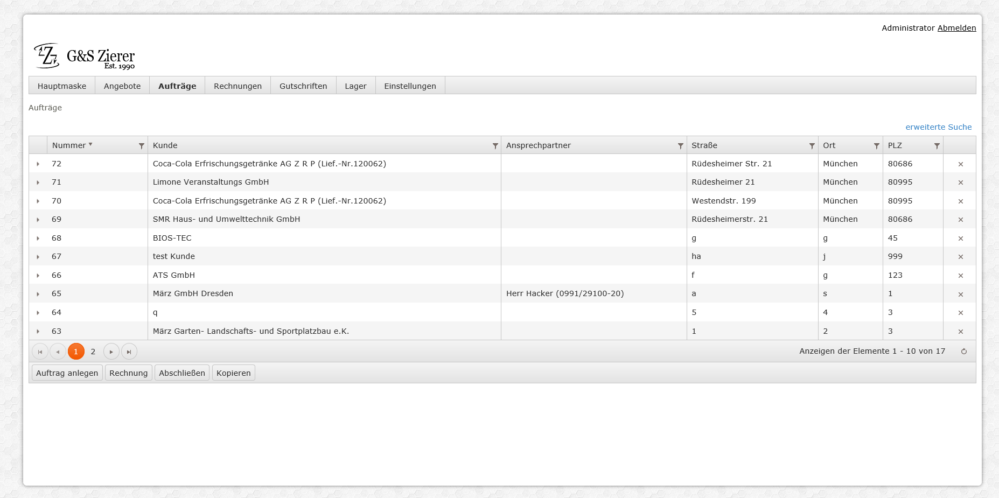 Administrator Abmelden
G&S Zierer
Est. 1990
Hauptmaske Angebote Aufträge Rechnungen Gutschriften Lager Einstellungen
Aufträge
erweiterte Suche
Nummer Kunde Ansprechpartner Straße Ort PLZ
72 Coca-Cola Erfrischungsgetränke AG Z R P (Lief.-Nr.120062) Rüdesheimer Str. 21 München 80686
71 Limone Veranstaltungs GmbH Rüdesheimer 21 München 80995
70 Coca-Cola Erfrischungsgetränke AG Z R P (Lief.-Nr.120062) Westendstr. 199 München 80995
69 SMR Haus- und Umwelttechnik GmbH Rüdesheimerstr. 21 München 80686
68 BIOS-TEC g g 45
67 test Kunde ha j 999
66 ATS GmbH f g 123
65 März GmbH Dresden Herr Hacker (0991/29100-20) a s 1
64 q 5 4 3
63 März Garten- Landschafts- und Sportplatzbau e.K. 1 2 3
1 2 Anzeigen der Elemente 1 - 10 von 17
Auftrag anlegen Rechnung Abschließen Kopieren